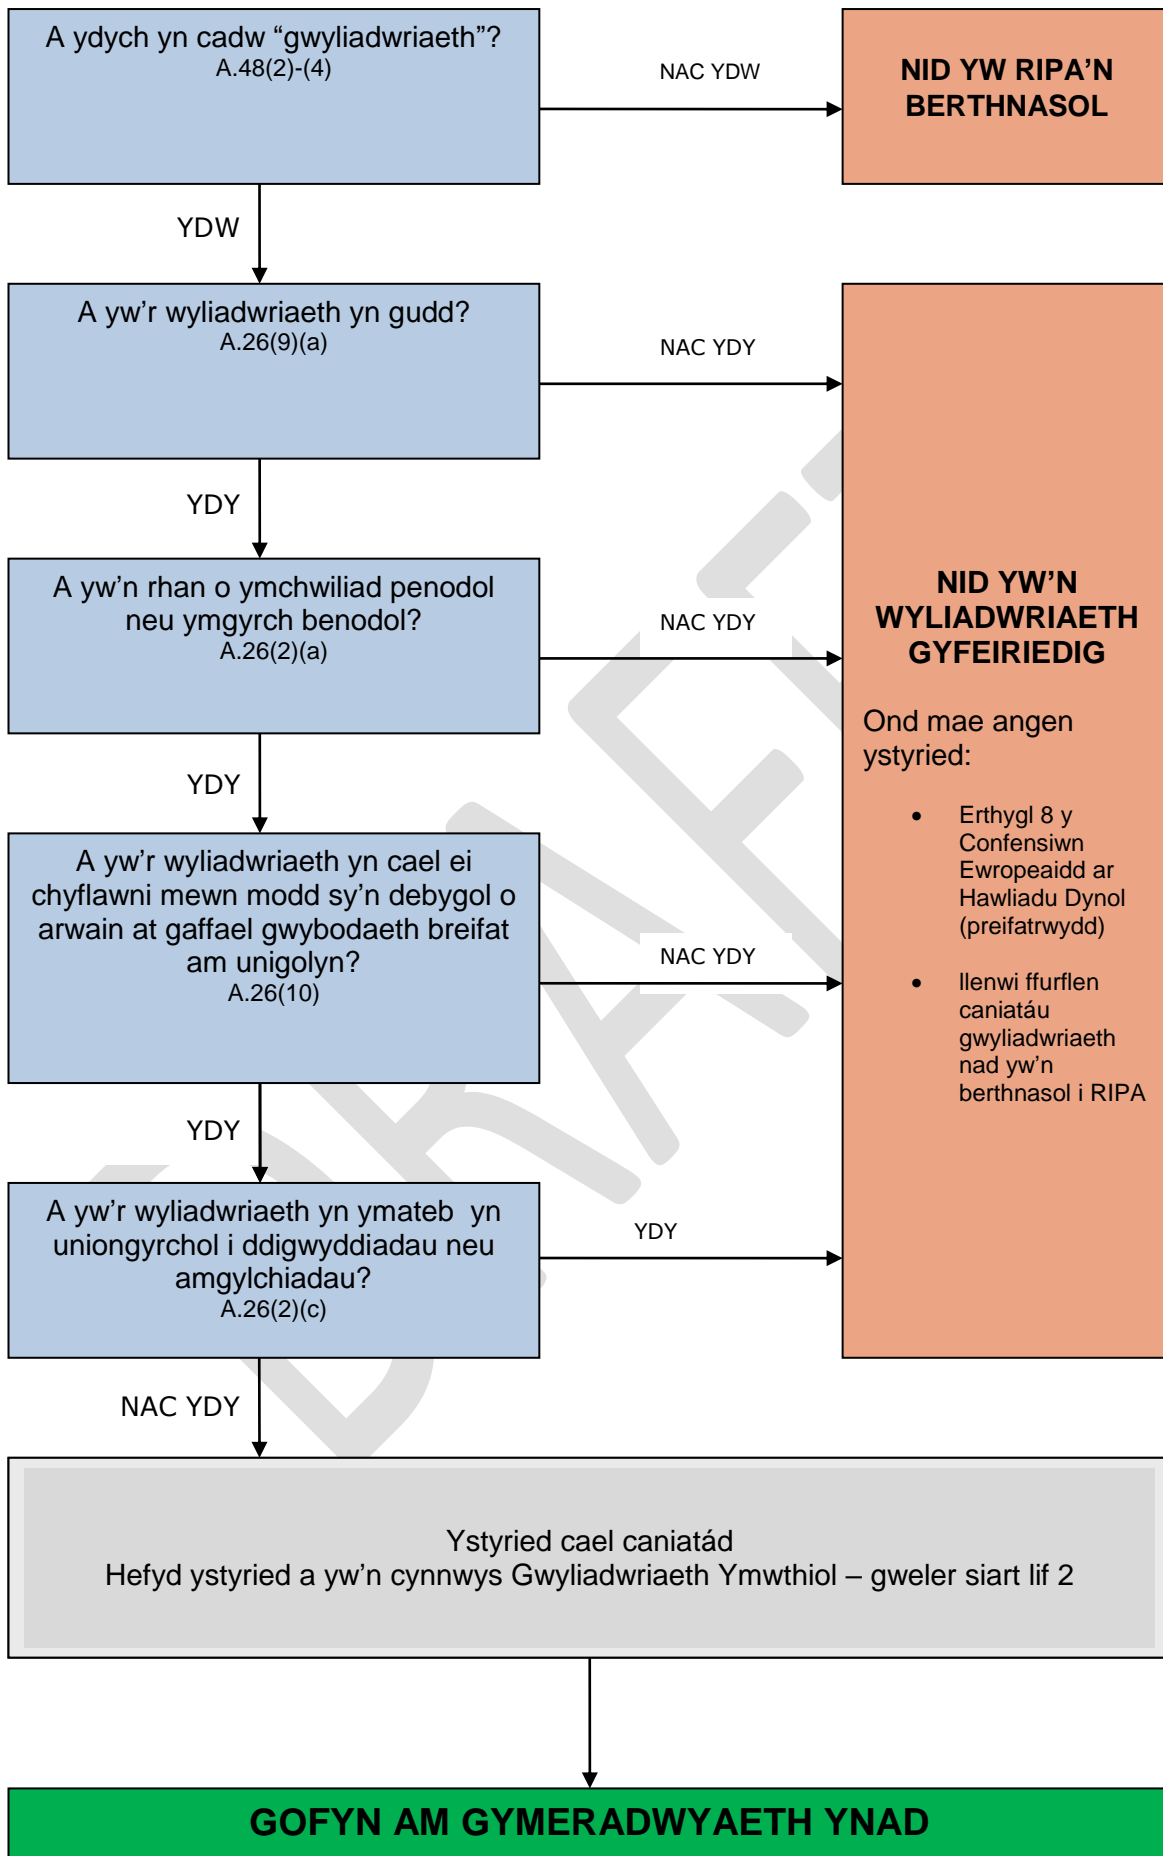 A ydych yn cadw “gwyliadwriaeth”?
A.48(2)-(4)
NAC YDW
NID YW RIPA’N
BERTHNASOL
YDW
A yw’r wyliadwriaeth yn gudd?
A.26(9)(a)
NAC YDY
YDY
A yw’n rhan o ymchwiliad penodol
neu ymgyrch benodol?
A.26(2)(a)
NAC YDY
YDY
A yw’r wyliadwriaeth yn cael ei
chyflawni mewn modd sy’n debygol o
arwain at gaffael gwybodaeth breifat
am unigolyn?
A.26(10)
NAC YDY
YDY
A yw’r wyliadwriaeth yn ymateb  yn
uniongyrchol i ddigwyddiadau neu
amgylchiadau?
A.26(2)(c)
YDY
NAC YDY
NID YW’N
WYLIADWRIAETH
GYFEIRIEDIG
Ond mae angen
ystyried:
• Erthygl 8 y
Confensiwn
Ewropeaidd ar
Hawliadu Dynol
(preifatrwydd)
• llenwi ffurflen
caniatáu
gwyliadwriaeth
nad yw’n
berthnasol i RIPA
Ystyried cael caniatád
Hefyd ystyried a yw’n cynnwys Gwyliadwriaeth Ymwthiol – gweler siart lif 2
GOFYN AM GYMERADWYAETH YNAD
DRAFFT